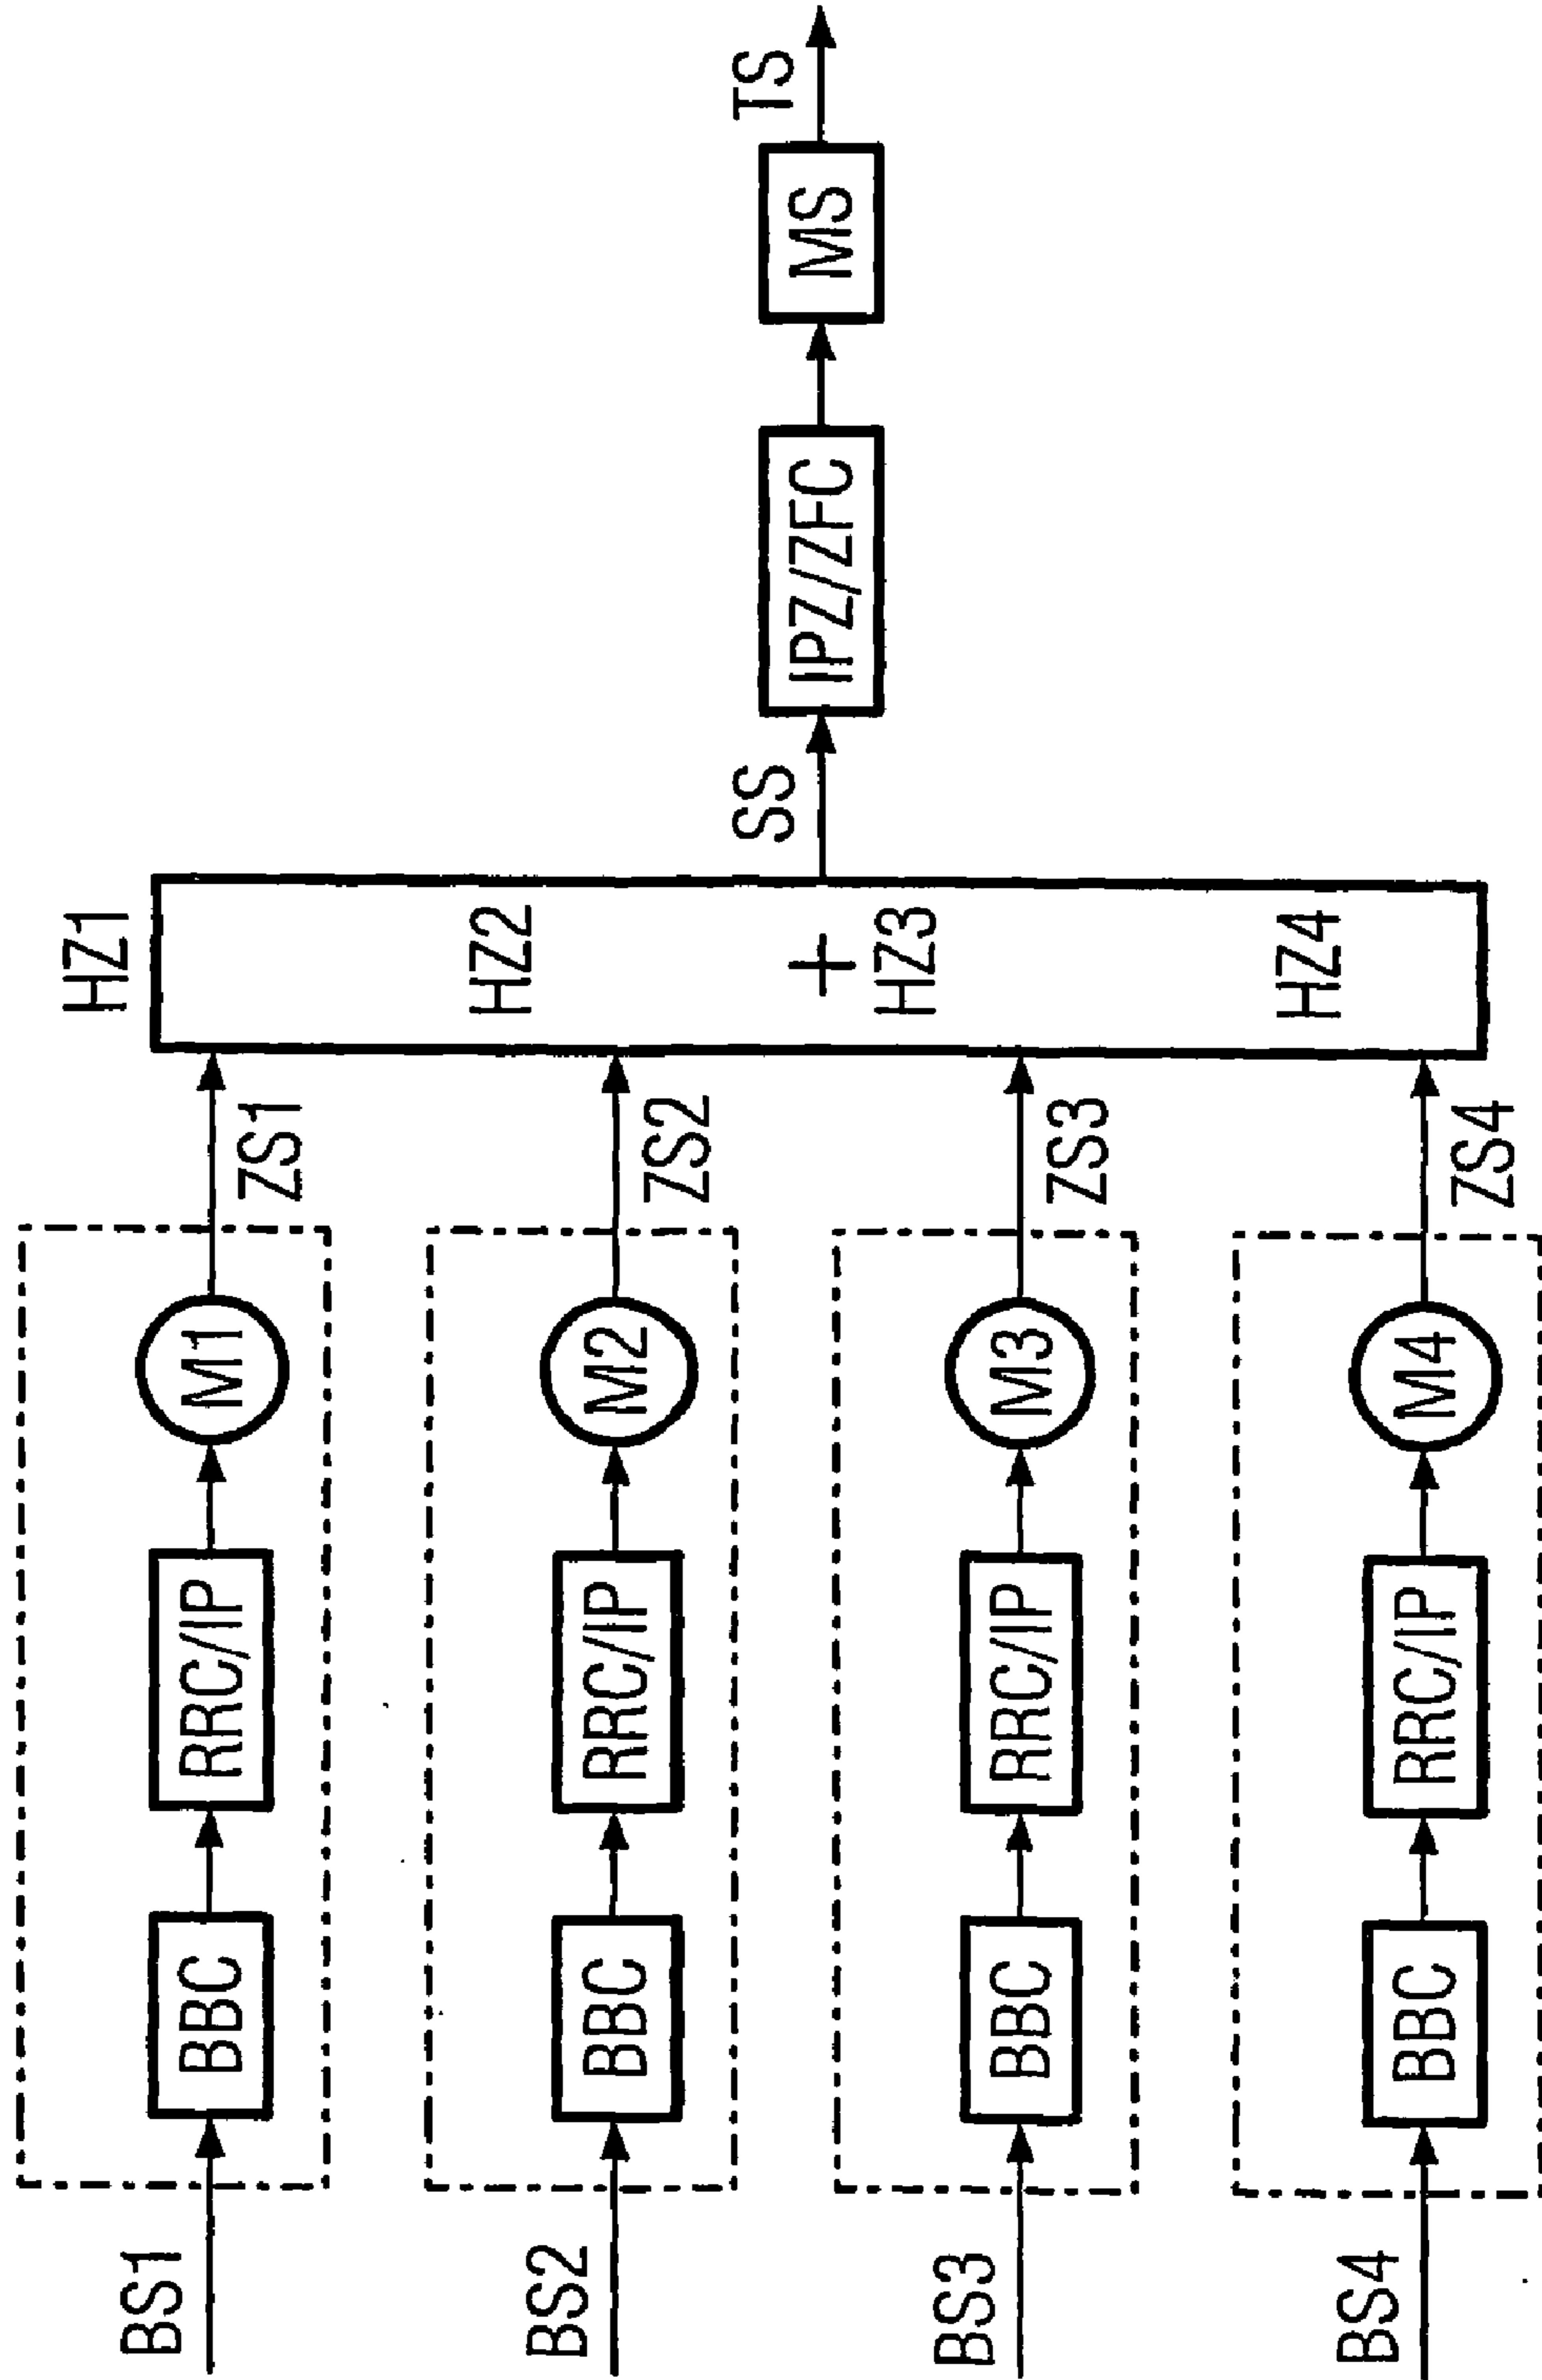 BS1
BBC
RRC/IP
M1
ZS1
HZ1
BS2
BBC
RRC/IP
M2
ZS2
HZ2
+
SS
IPZ/ZFC
MS
TS
BS3
BBC
RRC/IP
M3
ZS3
HZ3
BS4
BBC
RRC/IP
M4
ZS4
HZ4